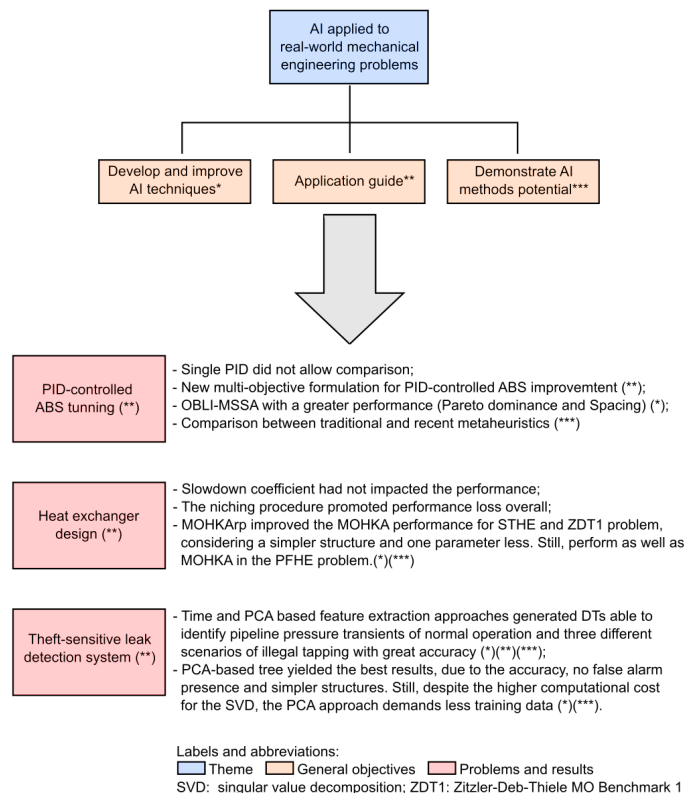 AI applied to
real-world mechanical
engineering problems
Develop and improve
AI techniques*
Application guide**
Demonstrate AI
methods potential***
PID-controlled
ABS tunning (**)
- Single PID did not allow comparison;
- New multi-objective formulation for PID-controlled ABS improvemtent (**);
- OBLI-MSSA with a greater performance (Pareto dominance and Spacing) (*);
- Comparison between traditional and recent metaheuristics (***)
Heat exchanger
design (**)
- Slowdown coefficient had not impacted the performance;
- The niching procedure promoted performance loss overall;
- MOHKArp improved the MOHKA performance for STHE and ZDT1 problem,
considering a simpler structure and one parameter less. Still, perform as well as
MOHKA in the PFHE problem.(*)(***)
Theft-sensitive leak
detection system (**)
- Time and PCA based feature extraction approaches generated DTs able to
identify pipeline pressure transients of normal operation and three different
scenarios of illegal tapping with great accuracy (*)(**)(***);
- PCA-based tree yielded the best results, due to the accuracy, no false alarm
presence and simpler structures. Still, despite the higher computational cost
for the SVD, the PCA approach demands less training data (*)(***).
Labels and abbreviations:
Theme General objectives Problems and results
SVD: singular value decomposition; ZDT1: Zitzler-Deb-Thiele MO Benchmark 1